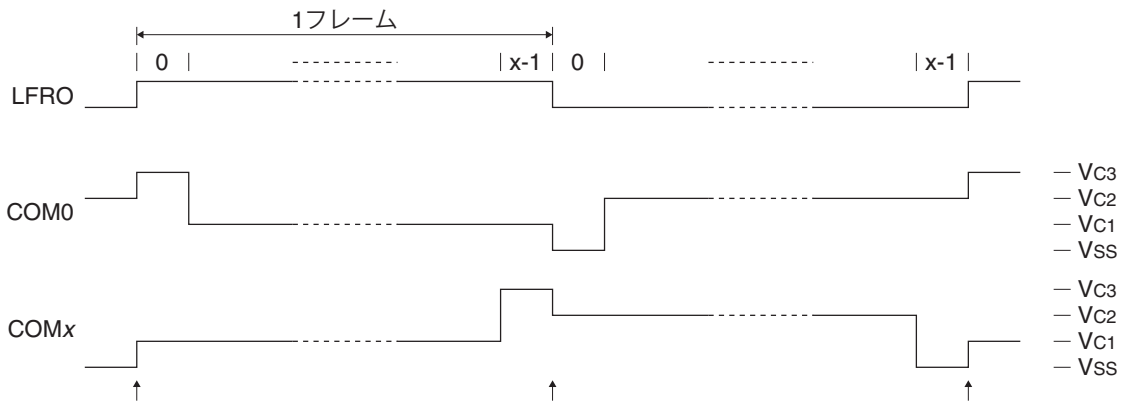 1フレーム
0 x-1 0 x-1
LFRO
COM0
VC3
VC2
VC1
VSS
COMx
VC3
VC2
VC1
VSS